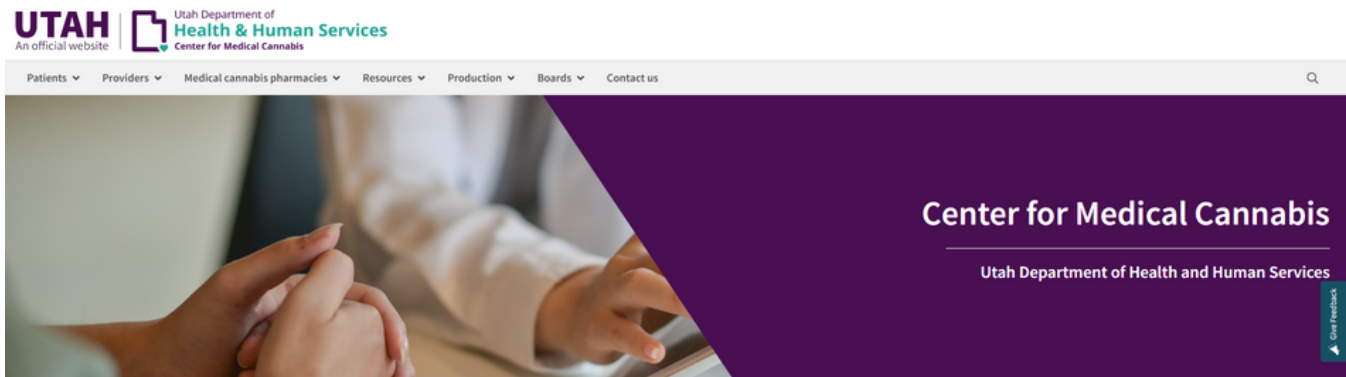 UTAH
An official website
Utah Department of
Health & Human Services
Center for Medical Cannabis
Patients Providers Medical cannabis pharmacies Resources Production Boards Contact us
Center for Medical Cannabis
Utah Department of Health and Human Services
Give Feedback